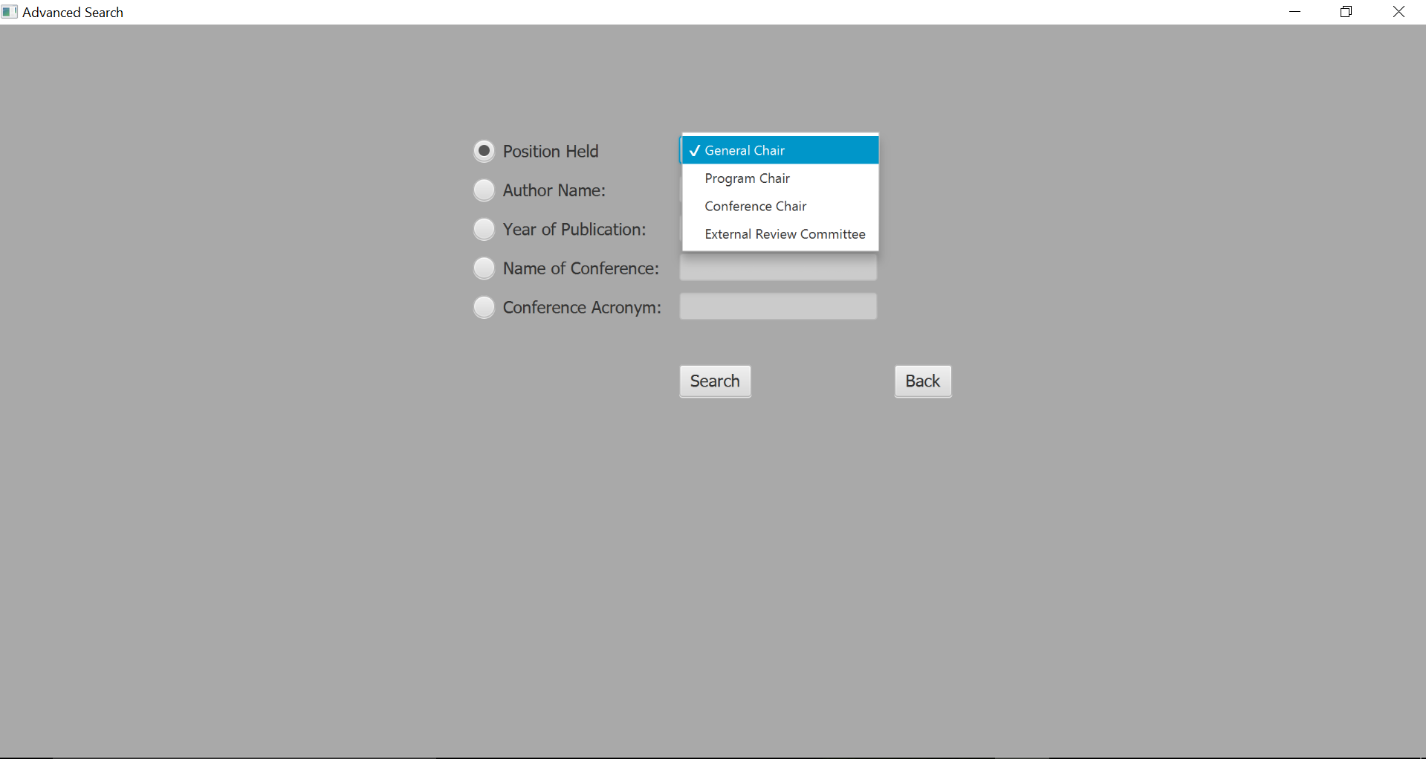 Advanced Search
Position Held
General Chair
Program Chair
Conference Chair
External Review Committee
Author Name:
Year of Publication:
Name of Conference:
Conference Acronym:
Search
Back